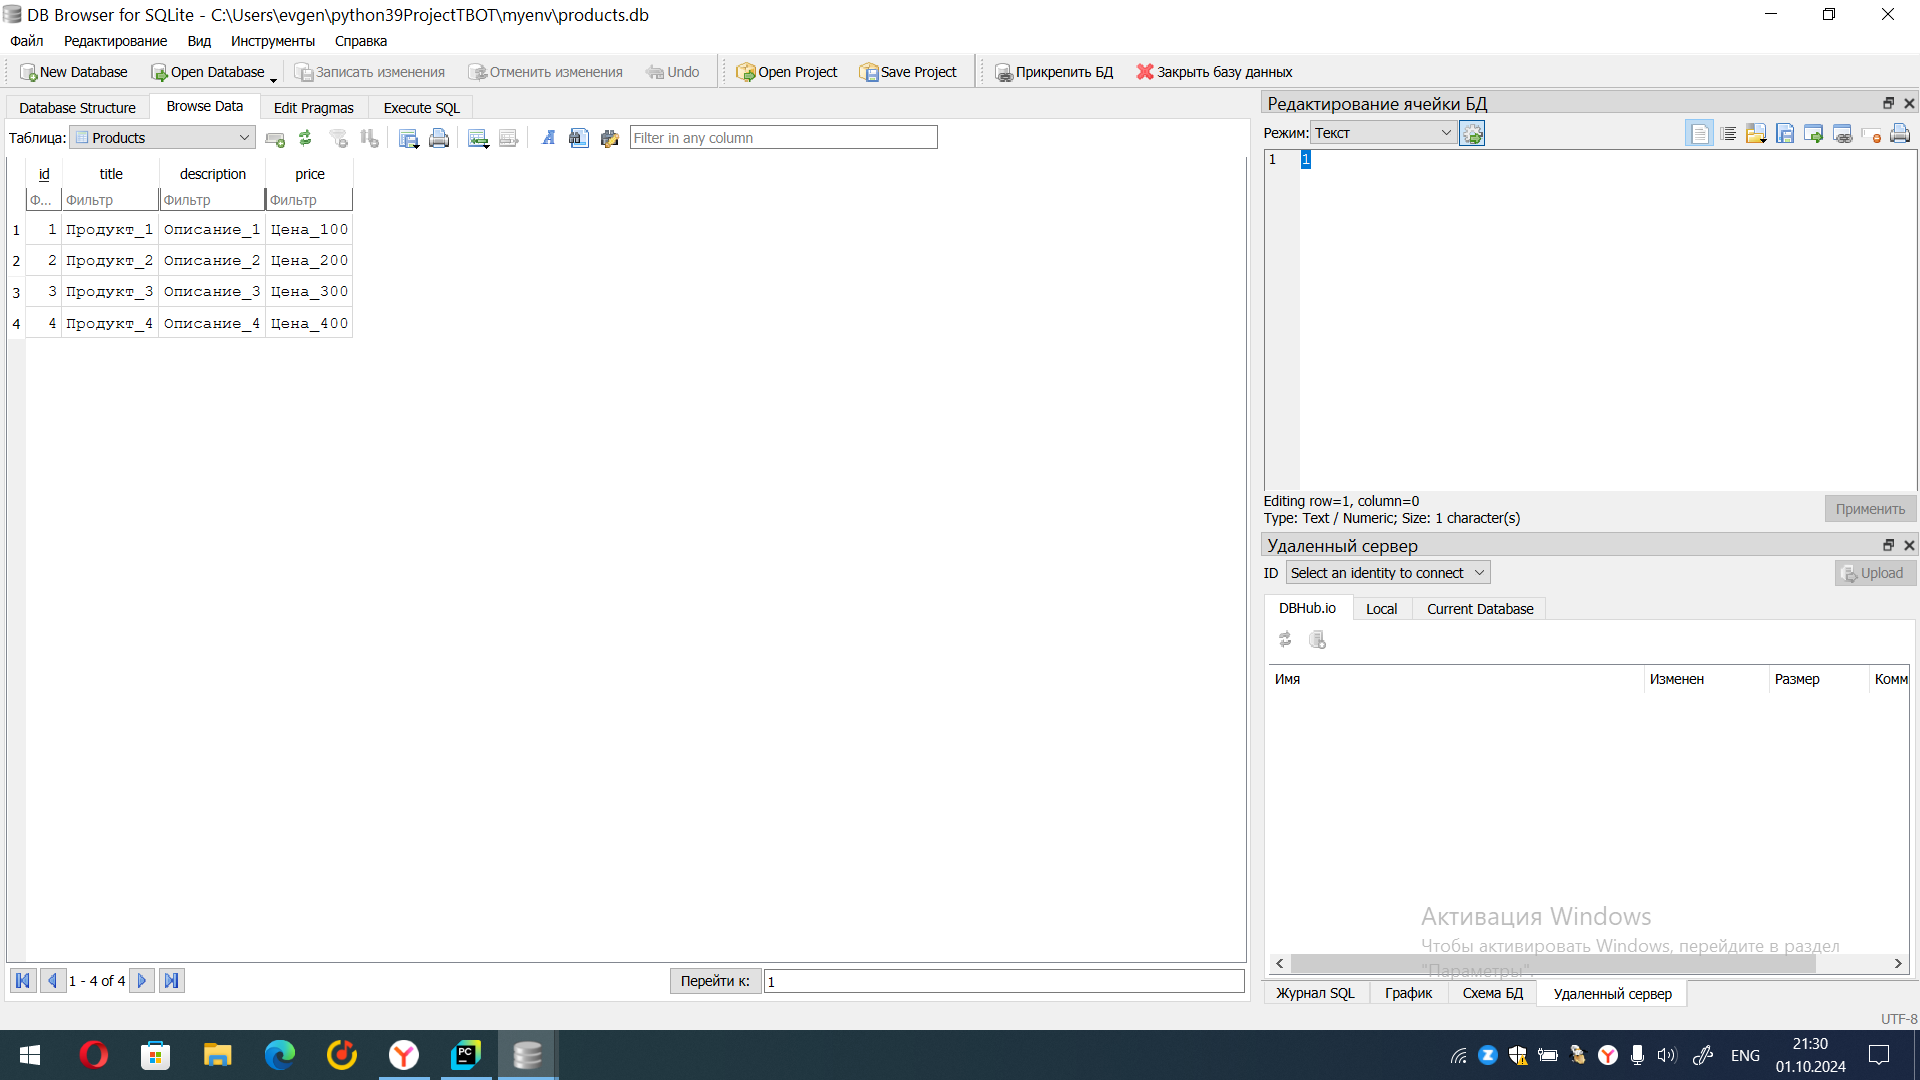 DB Browser for SQLite - C:\Users\evgen\python39ProjectTBOT\myenv\products.db
Файл Редактирование Вид Инструменты Справка
New Database Open Database Записать изменения Отменить изменения Undo Open Project Save Project Прикрепить БД Закрыть базу данных
Database Structure Browse Data Edit Pragmas Execute SQL
Таблица: Products Filter in any column
id title description price
Ф... Фильтр Фильтр Фильтр
1 1 Продукт_1 Описание_1 Цена_100
2 2 Продукт_2 Описание_2 Цена_200
3 3 Продукт_3 Описание_3 Цена_300
4 4 Продукт_4 Описание_4 Цена_400
1 - 4 of 4 Перейти к: 1
Редактирование ячейки БД
Режим: Текст
1 1
Editing row=1, column=0
Type: Text / Numeric; Size: 1 character(s)
Применить
Удаленный сервер
ID Select an identity to connect Upload
DBHub.io Local Current Database
Имя Изменен Размер Комм
Активация Windows
Чтобы активировать Windows, перейдите в раздел
"Параметры".
Журнал SQL График Схема БД Удаленный сервер
UTF-8
PC
ENG 21:30
01.10.2024